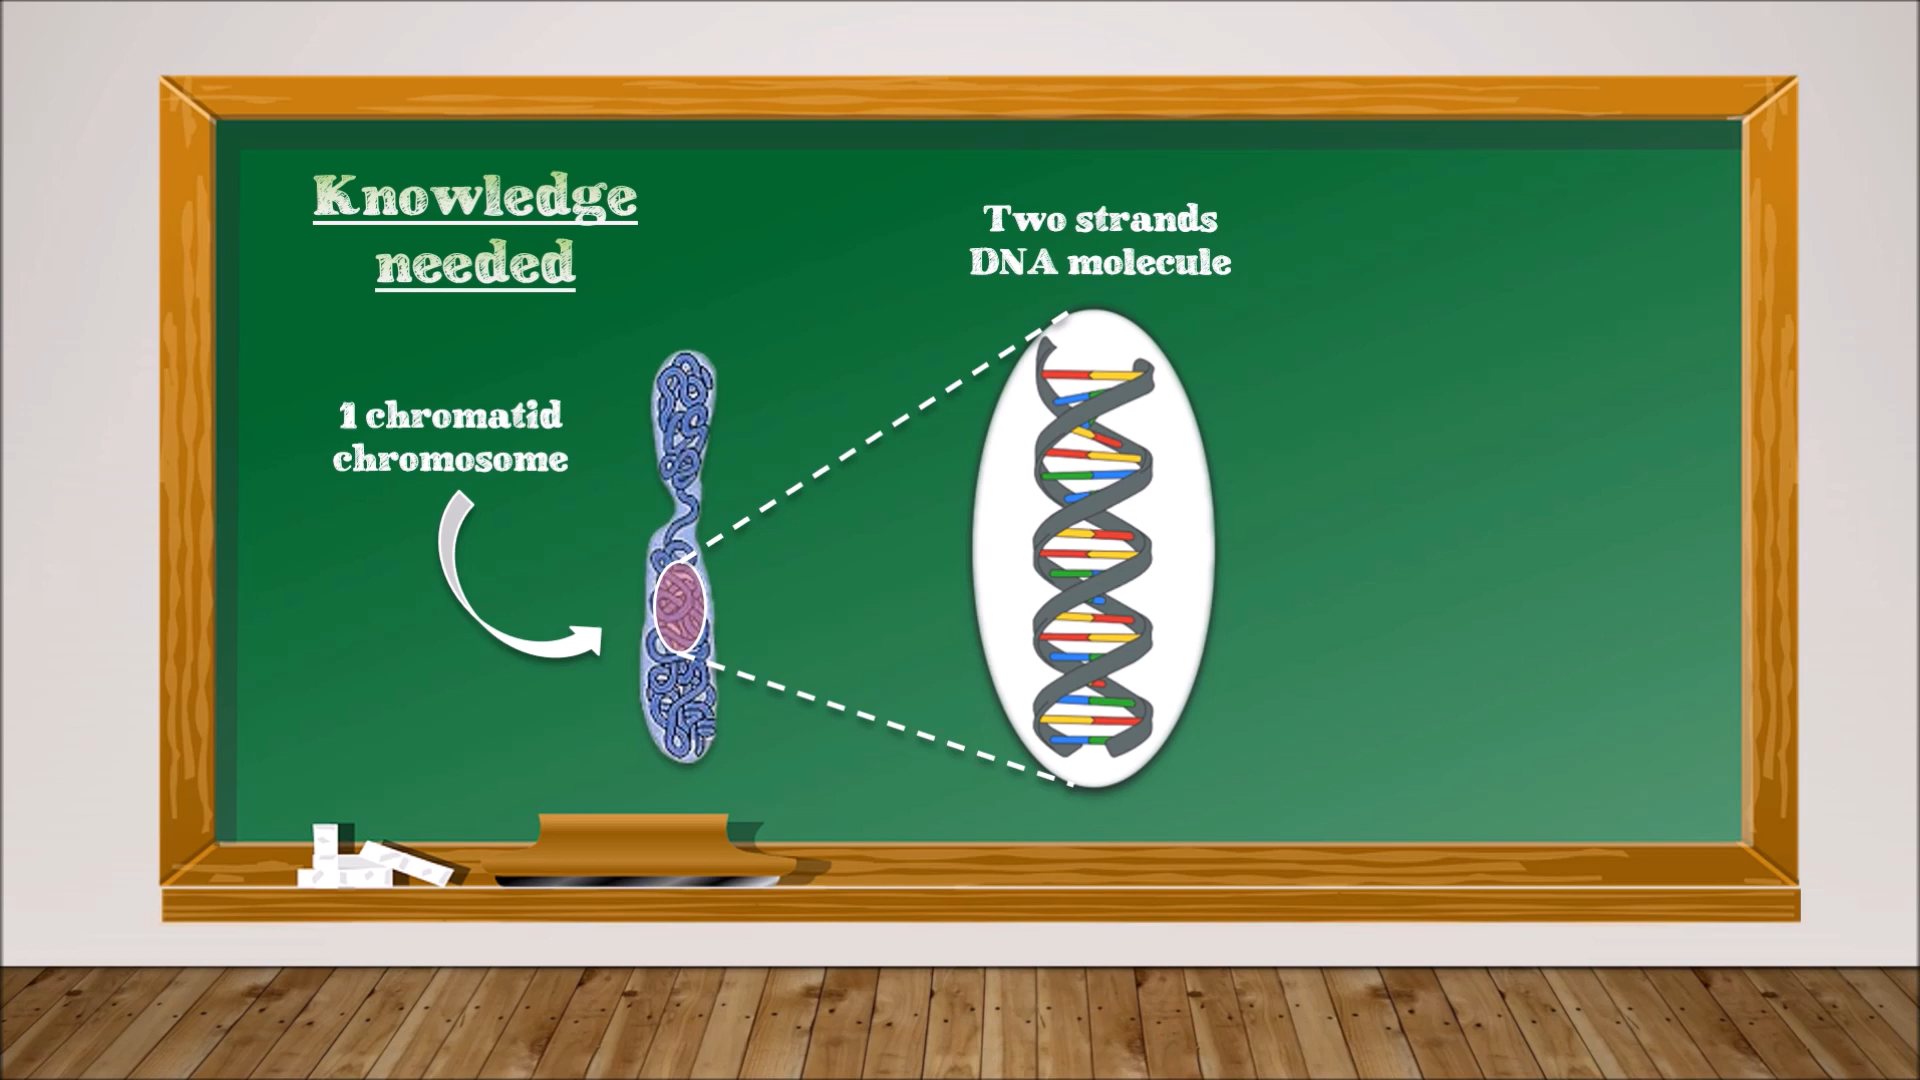 Knowledge
needed
Two strands
DNA molecule
1 chromatid
chromosome